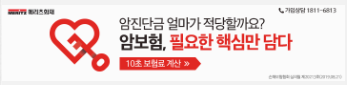 메리츠화재
가입상담 1811-6813
암진단금 얼마가 적당할까요?
암보험, 필요한 핵심만 담다
10초 보험료 계산 »